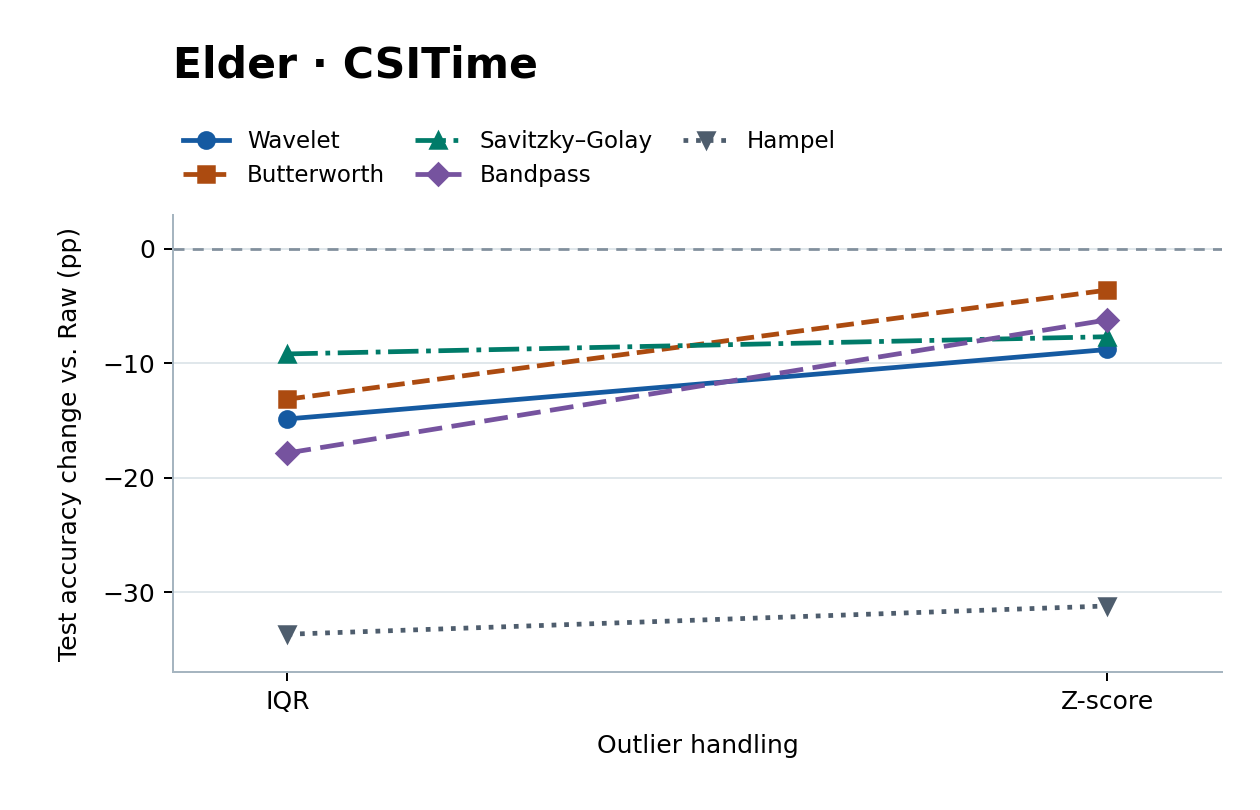 Elder · CSITime
Wavelet
Butterworth
Savitzky–Golay
Bandpass
Hampel
Test accuracy change vs. Raw (pp)
0
−10
−20
−30
IQR
Z-score
Outlier handling